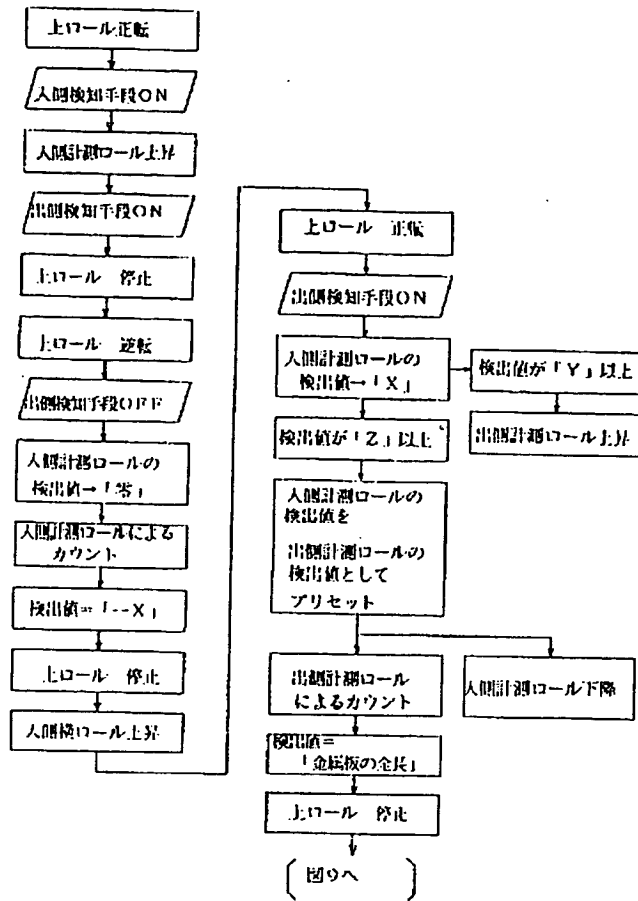 上ロール正転
入側検知手段ON
入側計測ロール上昇
出側検知手段ON
上ロール 停止
上ロール 逆転
出側検知手段OFF
入側計測ロールの
検出値→「零」
入側計測ロールによる
カウント
検出値=「--X」
上ロール 停止
入側横ロール上昇
上ロール 正転
出側検知手段ON
入側計測ロールの
検出値→「X」
検出値が「Y」以上
出側計測ロール上昇
検出値が「Z」以上
入側計測ロールの
検出値を
出側計測ロールの
検出値として
プリセット
入側計測ロール下降
出側計測ロール
によるカウント
検出値=
「金属板の全長」
上ロール 停止
〔 図9へ 〕